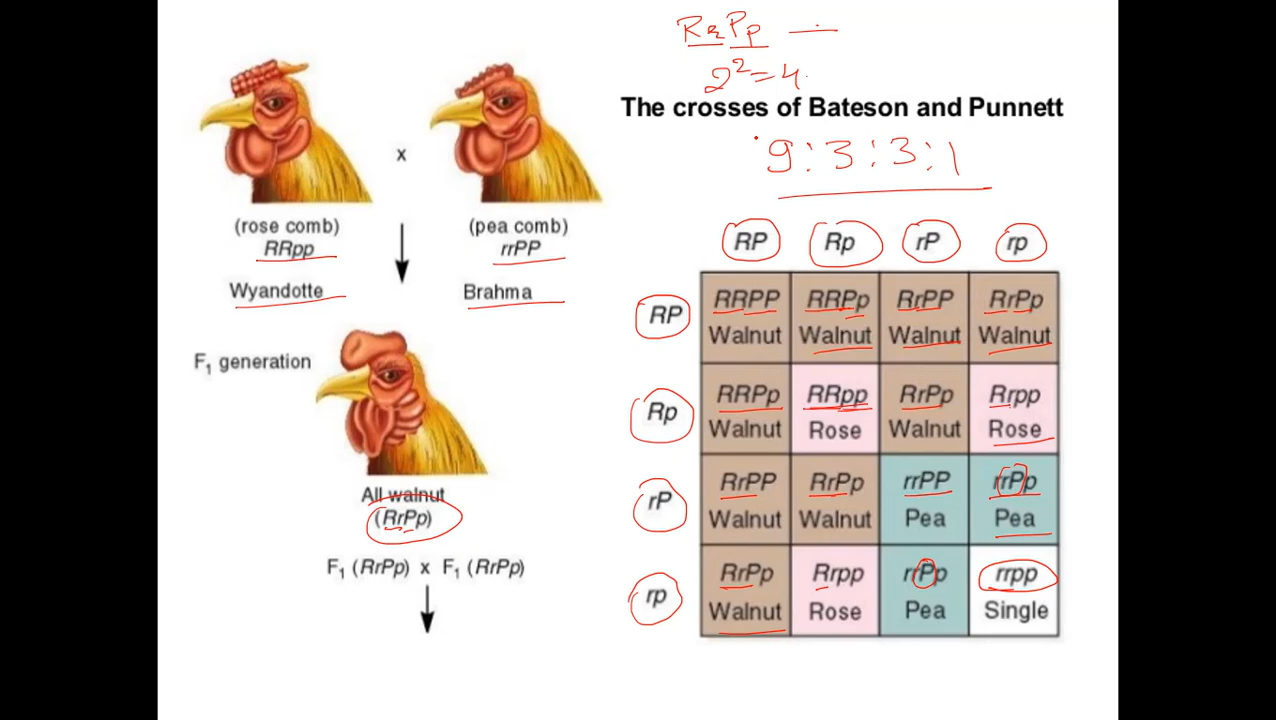 RrPp —
2²=4
The crosses of Bateson and Punnett
9:3:3:1
x
(rose comb) (pea comb)
RRpp rrPP
Wyandotte Brahma
F₁ generation
All walnut
(RrPp)
F₁ (RrPp) x F₁ (RrPp)
RP Rp rP rp
RP RRPP RRPp RrPP RrPp
Walnut Walnut Walnut Walnut
Rp RRPp RRpp RrPp Rrpp
Walnut Rose Walnut Rose
rP RrPP RrPp rrPP rrPp
Walnut Walnut Pea Pea
rp RrPp Rrpp rrPp rrpp
Walnut Rose Pea Single